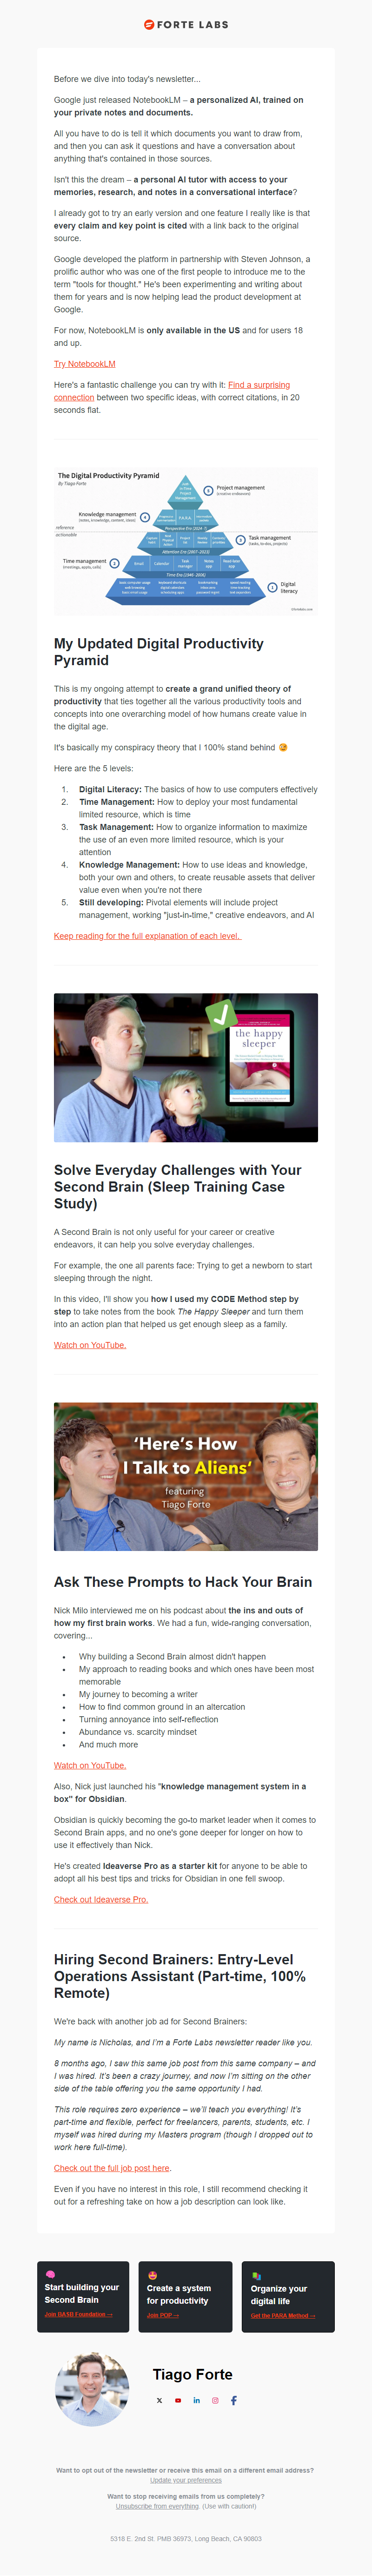 FORTE LABS
Before we dive into today's newsletter...
Google just released NotebookLM – a personalized AI, trained on
your private notes and documents.
All you have to do is tell it which documents you want to draw from,
and then you can ask it questions and have a conversation about
anything that's contained in those sources.
Isn't this the dream – a personal AI tutor with access to your
memories, research, and notes in a conversational interface?
I already got to try an early version and one feature I really like is that
every claim and key point is cited with a link back to the original
source.
Google developed the platform in partnership with Steven Johnson, a
prolific author who was one of the first people to introduce me to the
term "tools for thought." He's been experimenting and writing about
them for years and is now helping lead the product development at
Google.
For now, NotebookLM is only available in the US and for users 18
and up.
Try NotebookLM
Here's a fantastic challenge you can try with it: Find a surprising
connection between two specific ideas, with correct citations, in 20
seconds flat.
The Digital Productivity Pyramid
By Tiago Forte
5
Project management
(creative endeavors)
Just
in Time
Project
Management
Knowledge management
(notes, knowledge, content, ideas)
4
P.A.R.A.
Perspective Era (2024-?)
reference
actionable
3
Task management
(tasks, to-dos, projects)
Attention Era (2007-2023)
Time management
(meetings, appts, calls)
2
Email
Calendar
Task
manager
Notes
app
Read later
app
Time Era (1946-2006)
1
Digital
literacy
My Updated Digital Productivity
Pyramid
This is my ongoing attempt to create a grand unified theory of
productivity that ties together all the various productivity tools and
concepts into one overarching model of how humans create value in
the digital age.
It's basically my conspiracy theory that I 100% stand behind 😉
Here are the 5 levels:
1. Digital Literacy: The basics of how to use computers effectively
2. Time Management: How to deploy your most fundamental
limited resource, which is time
3. Task Management: How to organize information to maximize
the use of an even more limited resource, which is your
attention
4. Knowledge Management: How to use ideas and knowledge,
both your own and others, to create reusable assets that deliver
value even when you're not there
5. Still developing: Pivotal elements will include project
management, working "just-in-time," creative endeavors, and AI
Keep reading for the full explanation of each level.
the happy
sleeper
Solve Everyday Challenges with Your
Second Brain (Sleep Training Case
Study)
A Second Brain is not only useful for your career or creative
endeavors, it can help you solve everyday challenges.
For example, the one all parents face: Trying to get a newborn to start
sleeping through the night.
In this video, I'll show you how I used my CODE Method step by
step to take notes from the book The Happy Sleeper and turn them
into an action plan that helped us get enough sleep as a family.
Watch on YouTube.
‘Here’s How
I Talk to Aliens‘
featuring
Tiago Forte
Ask These Prompts to Hack Your Brain
Nick Milo interviewed me on his podcast about the ins and outs of
how my first brain works. We had a fun, wide-ranging conversation,
covering...
• Why building a Second Brain almost didn't happen
• My approach to reading books and which ones have been most
memorable
• My journey to becoming a writer
• How to find common ground in an altercation
• Turning annoyance into self-reflection
• Abundance vs. scarcity mindset
• And much more
Watch on YouTube.
Also, Nick just launched his "knowledge management system in a
box" for Obsidian.
Obsidian is quickly becoming the go-to market leader when it comes to
Second Brain apps, and no one's gone deeper for longer on how to
use it effectively than Nick.
He's created Ideaverse Pro as a starter kit for anyone to be able to
adopt all his best tips and tricks for Obsidian in one fell swoop.
Check out Ideaverse Pro.
Hiring Second Brainers: Entry-Level
Operations Assistant (Part-time, 100%
Remote)
We're back with another job ad for Second Brainers:
My name is Nicholas, and I’m a Forte Labs newsletter reader like you.
8 months ago, I saw this same job post from this same company – and
I was hired. It’s been a crazy journey, and now I’m sitting on the other
side of the table offering you the same opportunity I had.
This role requires zero experience – we’ll teach you everything! It’s
part-time and flexible, perfect for freelancers, parents, students, etc. I
myself was hired during my Masters program (though I dropped out to
work here full-time).
Check out the full job post here.
Even if you have no interest in this role, I still recommend checking it
out for a refreshing take on how a job description can look like.
Start building your
Second Brain
Join BASB Foundation →
Create a system
for productivity
Join POP →
Organize your
digital life
Get the PARA Method →
Tiago Forte
Want to opt out of the newsletter or receive this email on a different email address?
Update your preferences
Want to stop receiving emails from us completely?
Unsubscribe from everything. (Use with caution!)
5318 E. 2nd St. PMB 36973, Long Beach, CA 90803